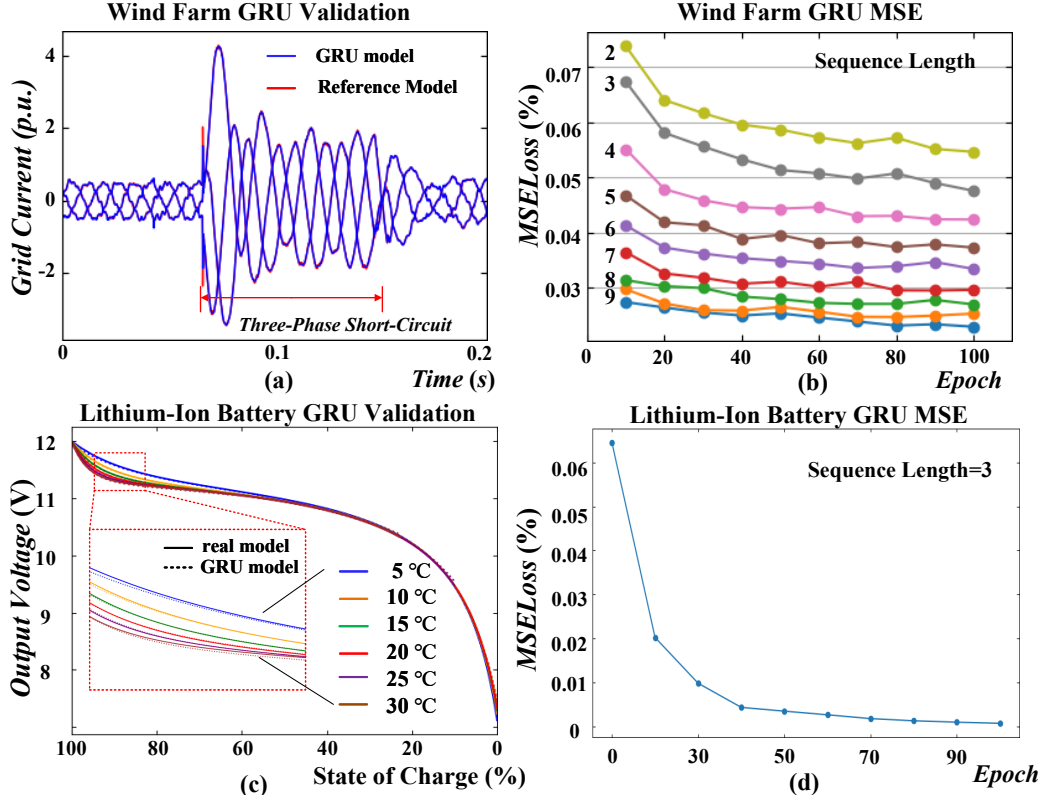 Wind Farm GRU Validation
4
2
0
-2
Grid Current (p.u.)
GRU model
Reference Model
Three-Phase Short-Circuit
0
0.1
0.2
(a)
Time (s)
Wind Farm GRU MSE
0.07
0.06
0.05
0.04
0.03
MSELoss (%)
Sequence Length
2
3
4
5
6
7
8
9
0
20
40
60
80
100
(b)
Epoch
Lithium-Ion Battery GRU Validation
12
11
10
9
8
7
Output Voltage (V)
real model
GRU model
5 ℃
10 ℃
15 ℃
20 ℃
25 ℃
30 ℃
100
80
60
40
20
0
(c)
State of Charge (%)
Lithium-Ion Battery GRU MSE
0.06
0.05
0.04
0.03
0.02
0.01
0
MSELoss (%)
Sequence Length=3
0
30
50
70
90
(d)
Epoch